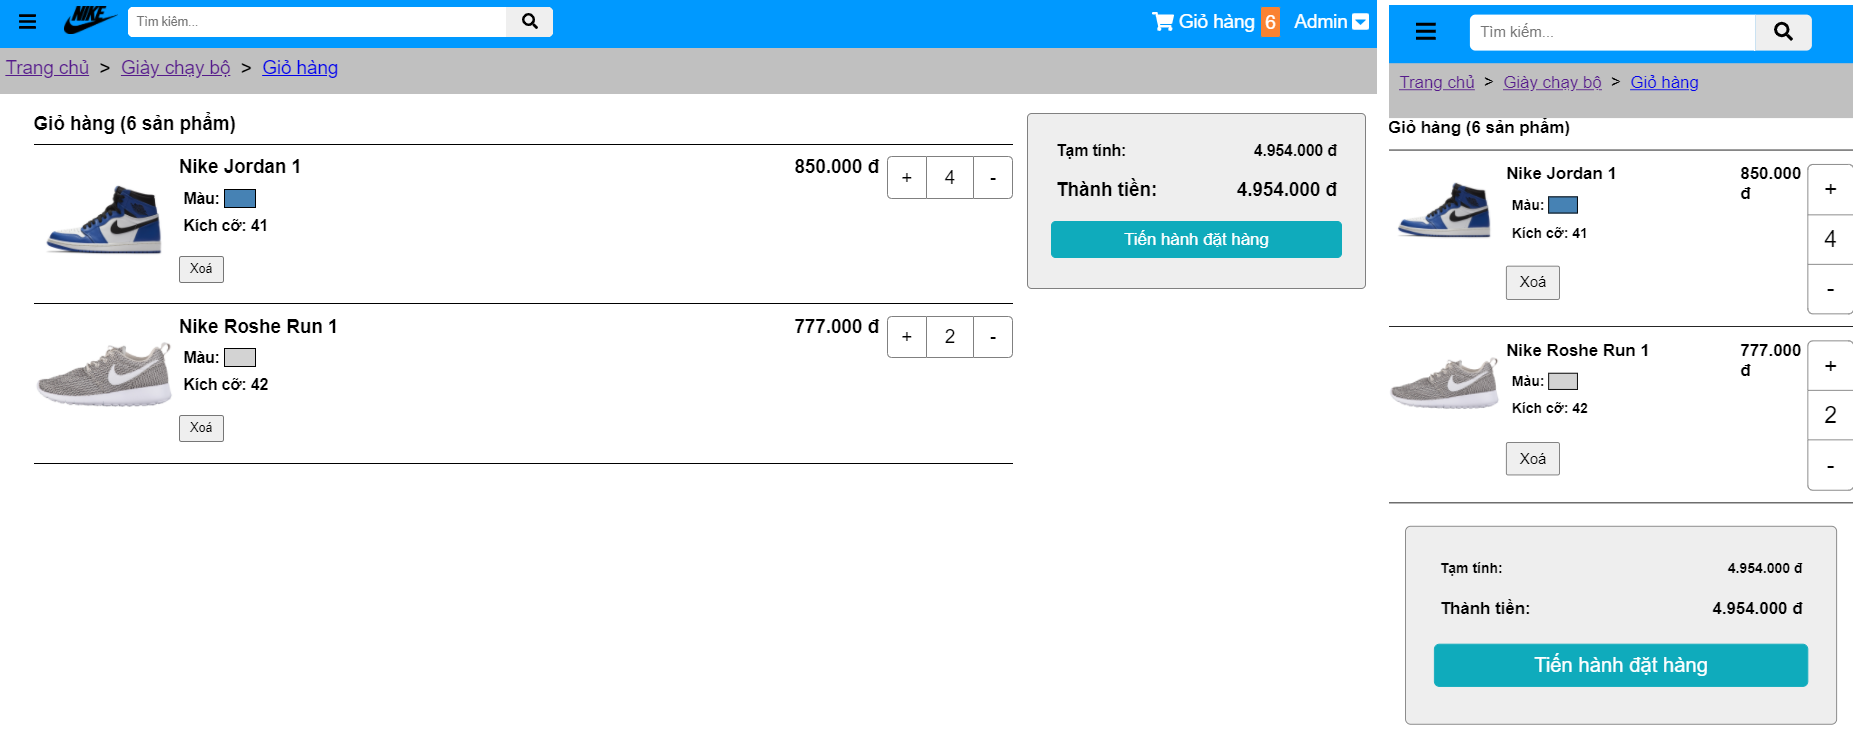 NIKE
Tìm kiếm...
Giỏ hàng 6 Admin
Trang chủ > Giày chạy bộ > Giỏ hàng
Giỏ hàng (6 sản phẩm)
Nike Jordan 1
850.000 đ
+ 4 -
Màu:
Kích cỡ: 41
Xoá
Nike Roshe Run 1
777.000 đ
+ 2 -
Màu:
Kích cỡ: 42
Xoá
Tạm tính: 4.954.000 đ
Thành tiền: 4.954.000 đ
Tiến hành đặt hàng
Tìm kiếm...
Trang chủ > Giày chạy bộ > Giỏ hàng
Giỏ hàng (6 sản phẩm)
Nike Jordan 1
850.000
đ
+
4
-
Màu:
Kích cỡ: 41
Xoá
Nike Roshe Run 1
777.000
đ
+
2
-
Màu:
Kích cỡ: 42
Xoá
Tạm tính: 4.954.000 đ
Thành tiền: 4.954.000 đ
Tiến hành đặt hàng